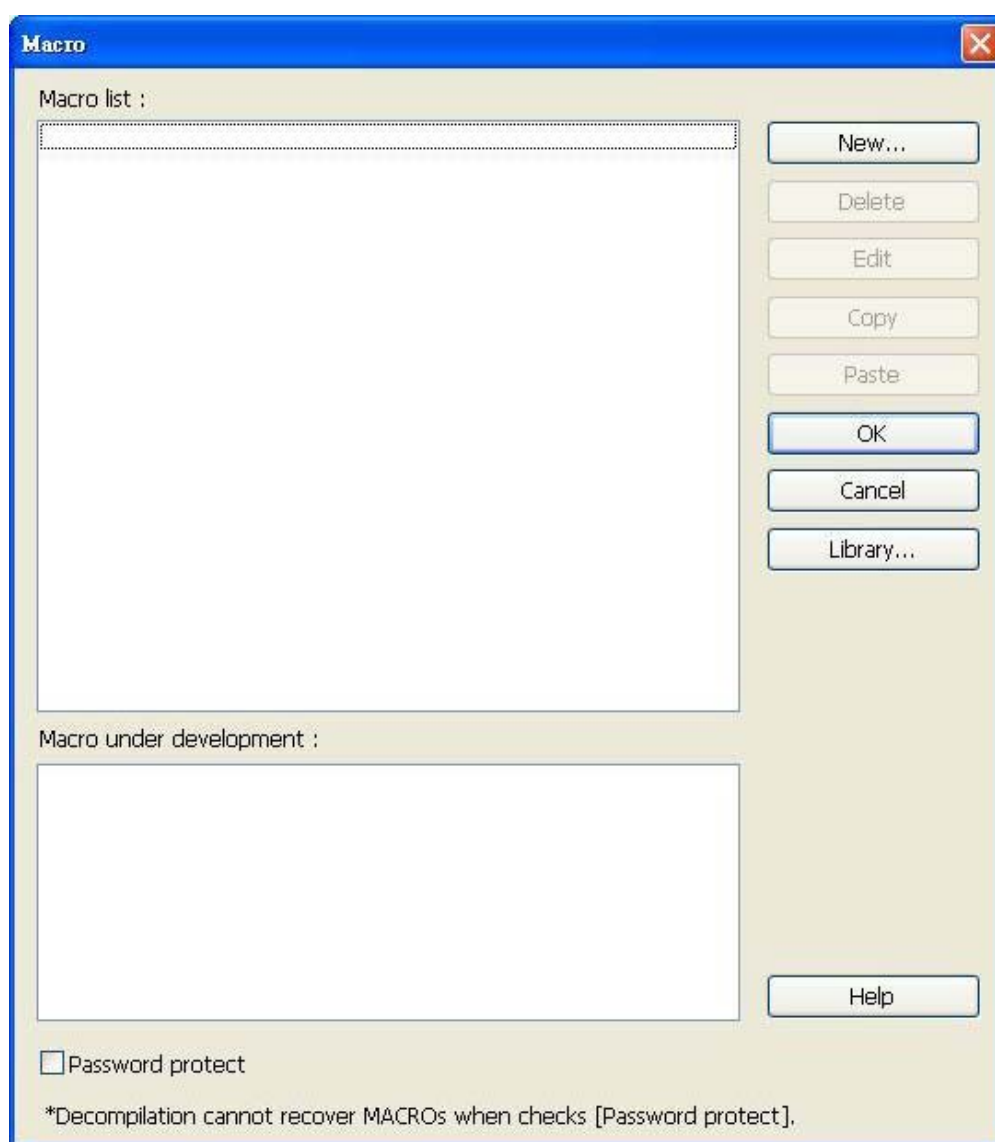 Macro
Macro list :
New...
Delete
Edit
Copy
Paste
OK
Cancel
Library...
Macro under development :
Help
Password protect
*Decompilation cannot recover MACROs when checks [Password protect].